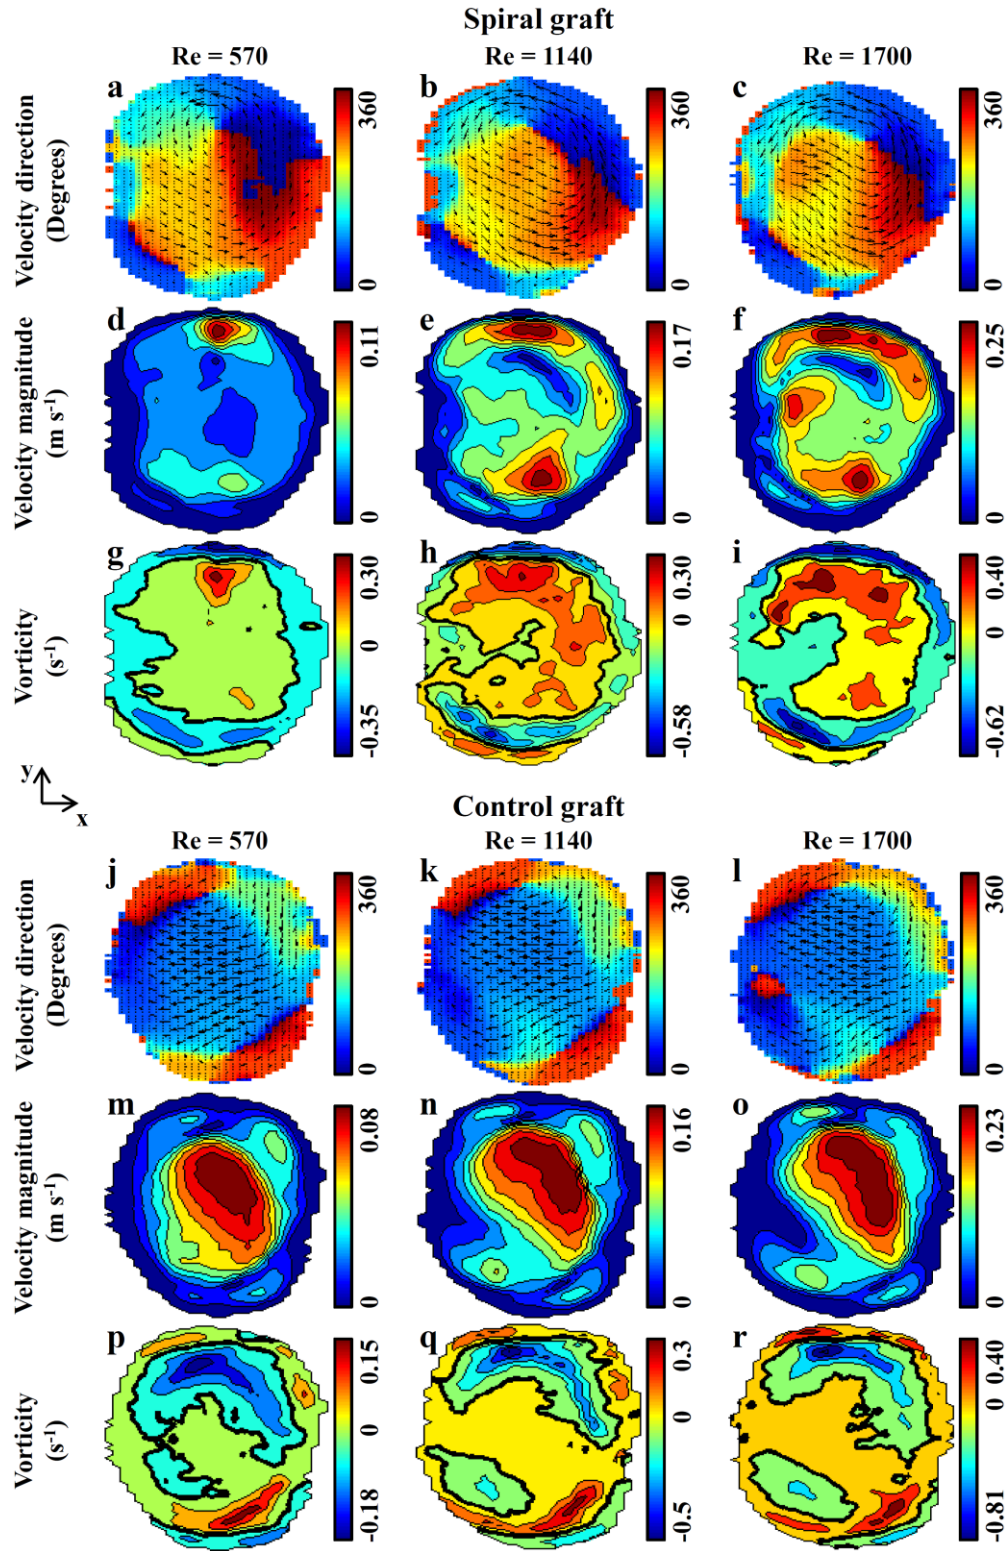 Spiral graft
Re = 570
Re = 1140
Re = 1700
Velocity direction
(Degrees)
a
360
0
b
360
0
c
360
0
Velocity magnitude
(m s-1)
d
0.11
0
e
0.17
0
f
0.25
0
Vorticity
(s-1)
g
0.30
0
-0.35
h
0.30
0
-0.58
i
0.40
0
-0.62
y
x
Control graft
Re = 570
Re = 1140
Re = 1700
Velocity direction
(Degrees)
j
360
0
k
360
0
l
360
0
Velocity magnitude
(m s-1)
m
0.08
0
n
0.16
0
o
0.23
0
Vorticity
(s-1)
p
0.15
0
-0.18
q
0.3
0
-0.5
r
0.40
0
-0.81